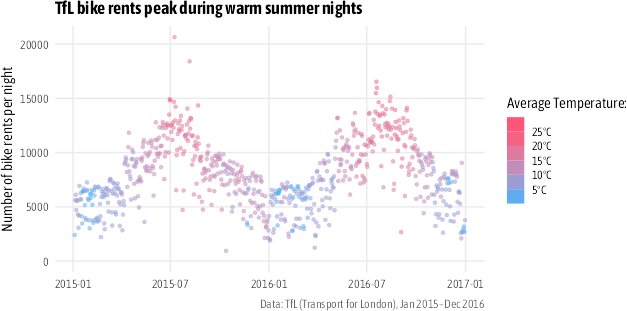 TfL bike rents peak during warm summer nights
Number of bike rents per night
20000
15000
10000
5000
0
2015-01
2015-07
2016-01
2016-07
2017-01
Average Temperature:
25°C
20°C
15°C
10°C
5°C
Data: TfL (Transport for London), Jan 2015–Dec 2016